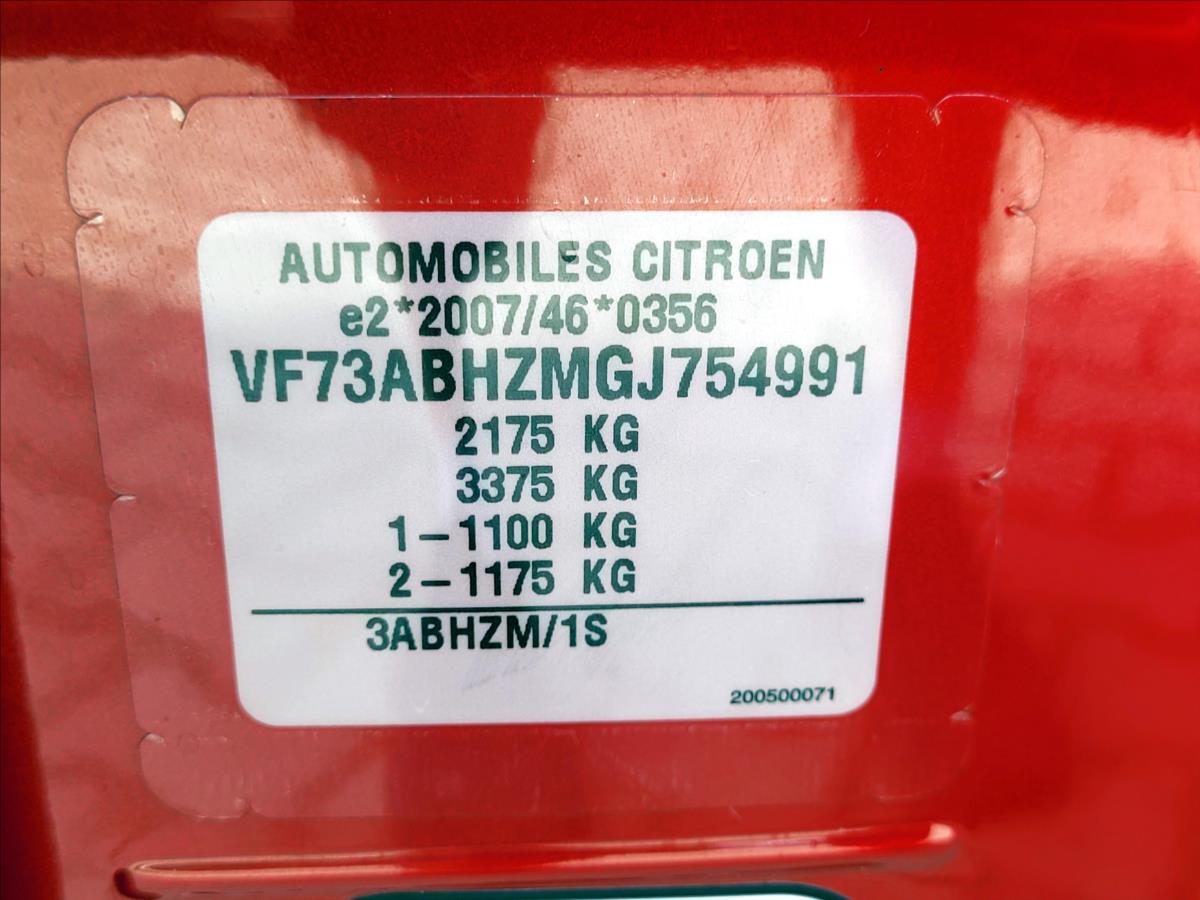 AUTOMOBILES CITROEN
e2*2007/46*0356
VF73ABHZMGJ754991
2175 KG
3375 KG
1-1100 KG
2-1175 KG
3ABHZM/1S
200500071